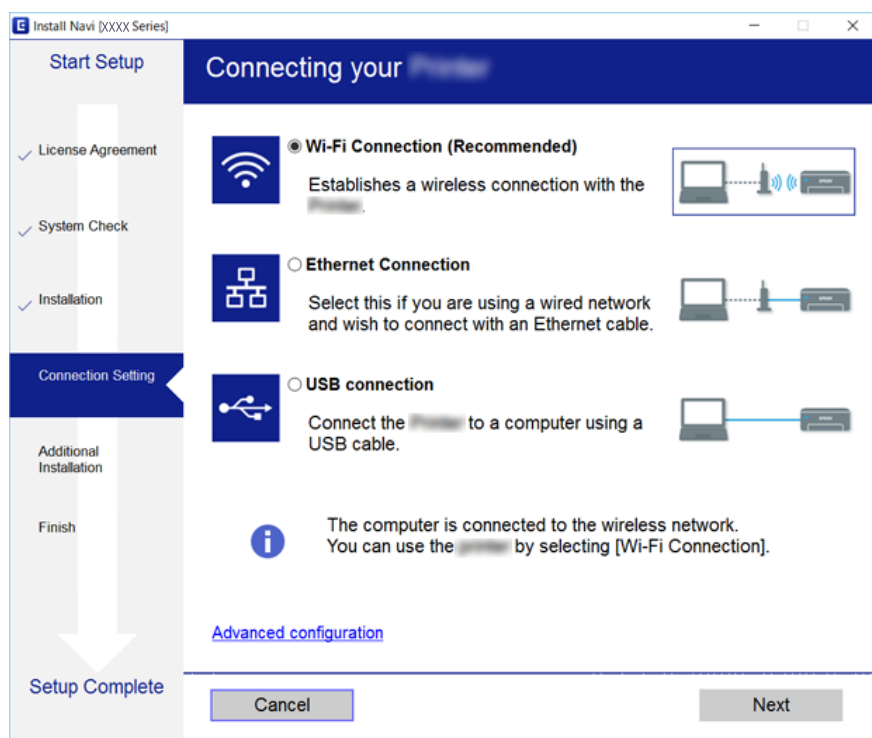 Install Navi [XXXX Series]
Start Setup
License Agreement
System Check
Installation
Connection Setting
Additional
Installation
Finish
Setup Complete
Connecting your
Wi-Fi Connection (Recommended)
Establishes a wireless connection with the
.
Ethernet Connection
Select this if you are using a wired network
and wish to connect with an Ethernet cable.
USB connection
Connect the to a computer using a
USB cable.
The computer is connected to the wireless network.
You can use the by selecting [Wi-Fi Connection].
Advanced configuration
Cancel
Next